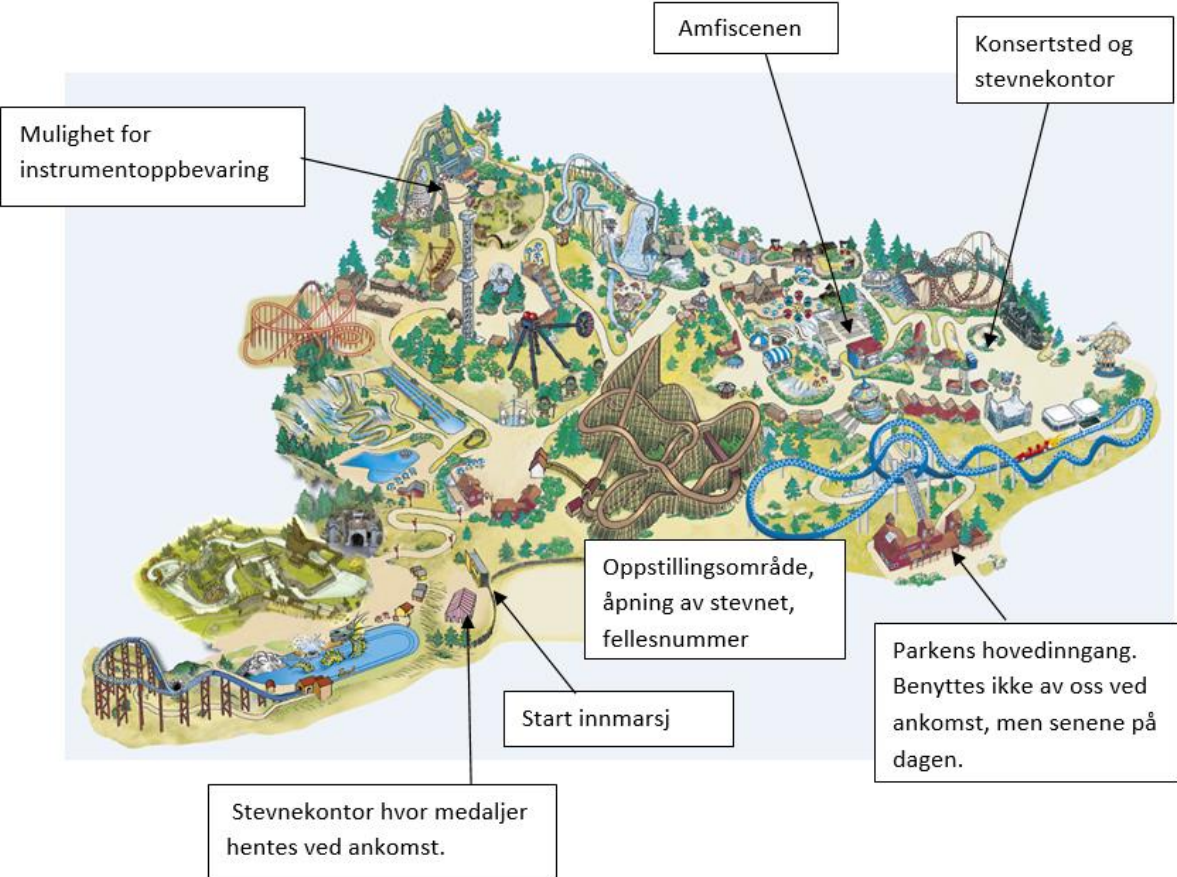 Amfiscenen
Konsertsted og
stevnekontor
Mulighet for
instrumentoppbevaring
Oppstillingsområde,
åpning av stevnet,
fellesnummer
Parkens hovedinngang.
Benyttes ikke av oss ved
ankomst, men senene på
dagen.
Start innmarsj
Stevnekontor hvor medaljer
hentes ved ankomst.